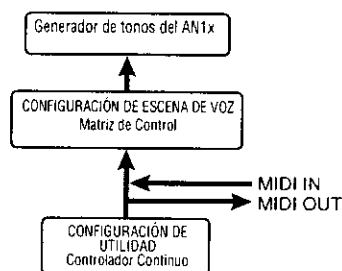 Generador de tonos del AN1x
CONFIGURACIÓN DE ESCENA DE VOZ
Matriz de Control
MIDI IN
MIDI OUT
CONFIGURACIÓN DE
UTILIDAD
Controlador Continuo